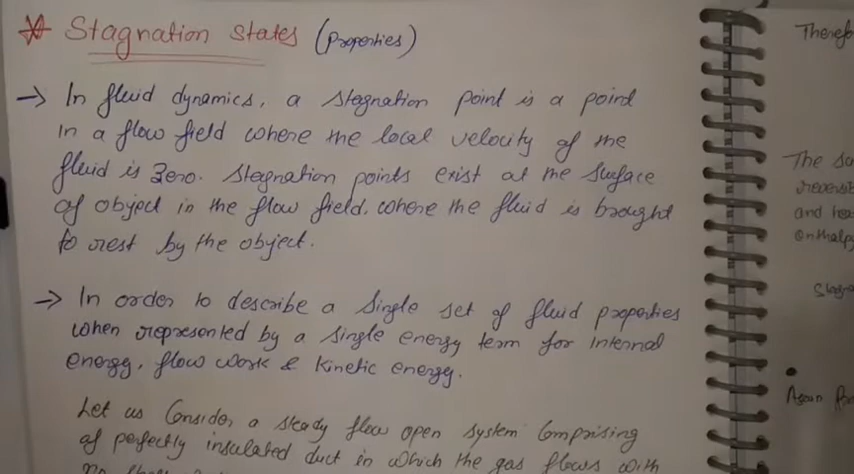 * Stagnation States (Properties)
→ In fluid dynamics, a stagnation point is a point
in a flow field where the local velocity of the
fluid is Zero. Stagnation points exist at the surface
of object in the flow field, where the fluid is brought
to rest by the object.
→ In order to describe a single set of fluid properties
when represented by a single energy term for internal
energy, flow work & kinetic energy.
Let us Consider a steady flow open system Comprising
of perfectly insulated duct in which the gas flows with
No
Therefo
The
and
enthalpy
Again